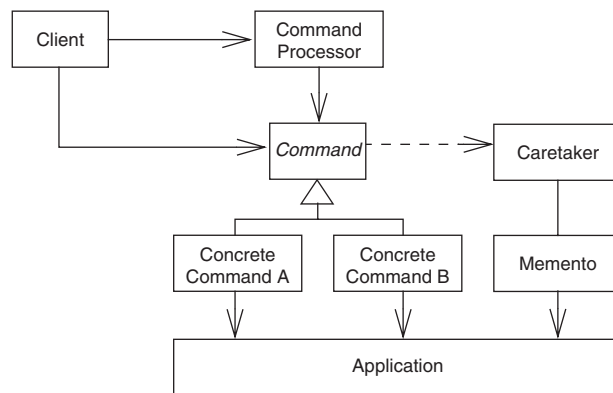 Client
Command
Processor
Command
Caretaker
Concrete
Command A
Concrete
Command B
Memento
Application